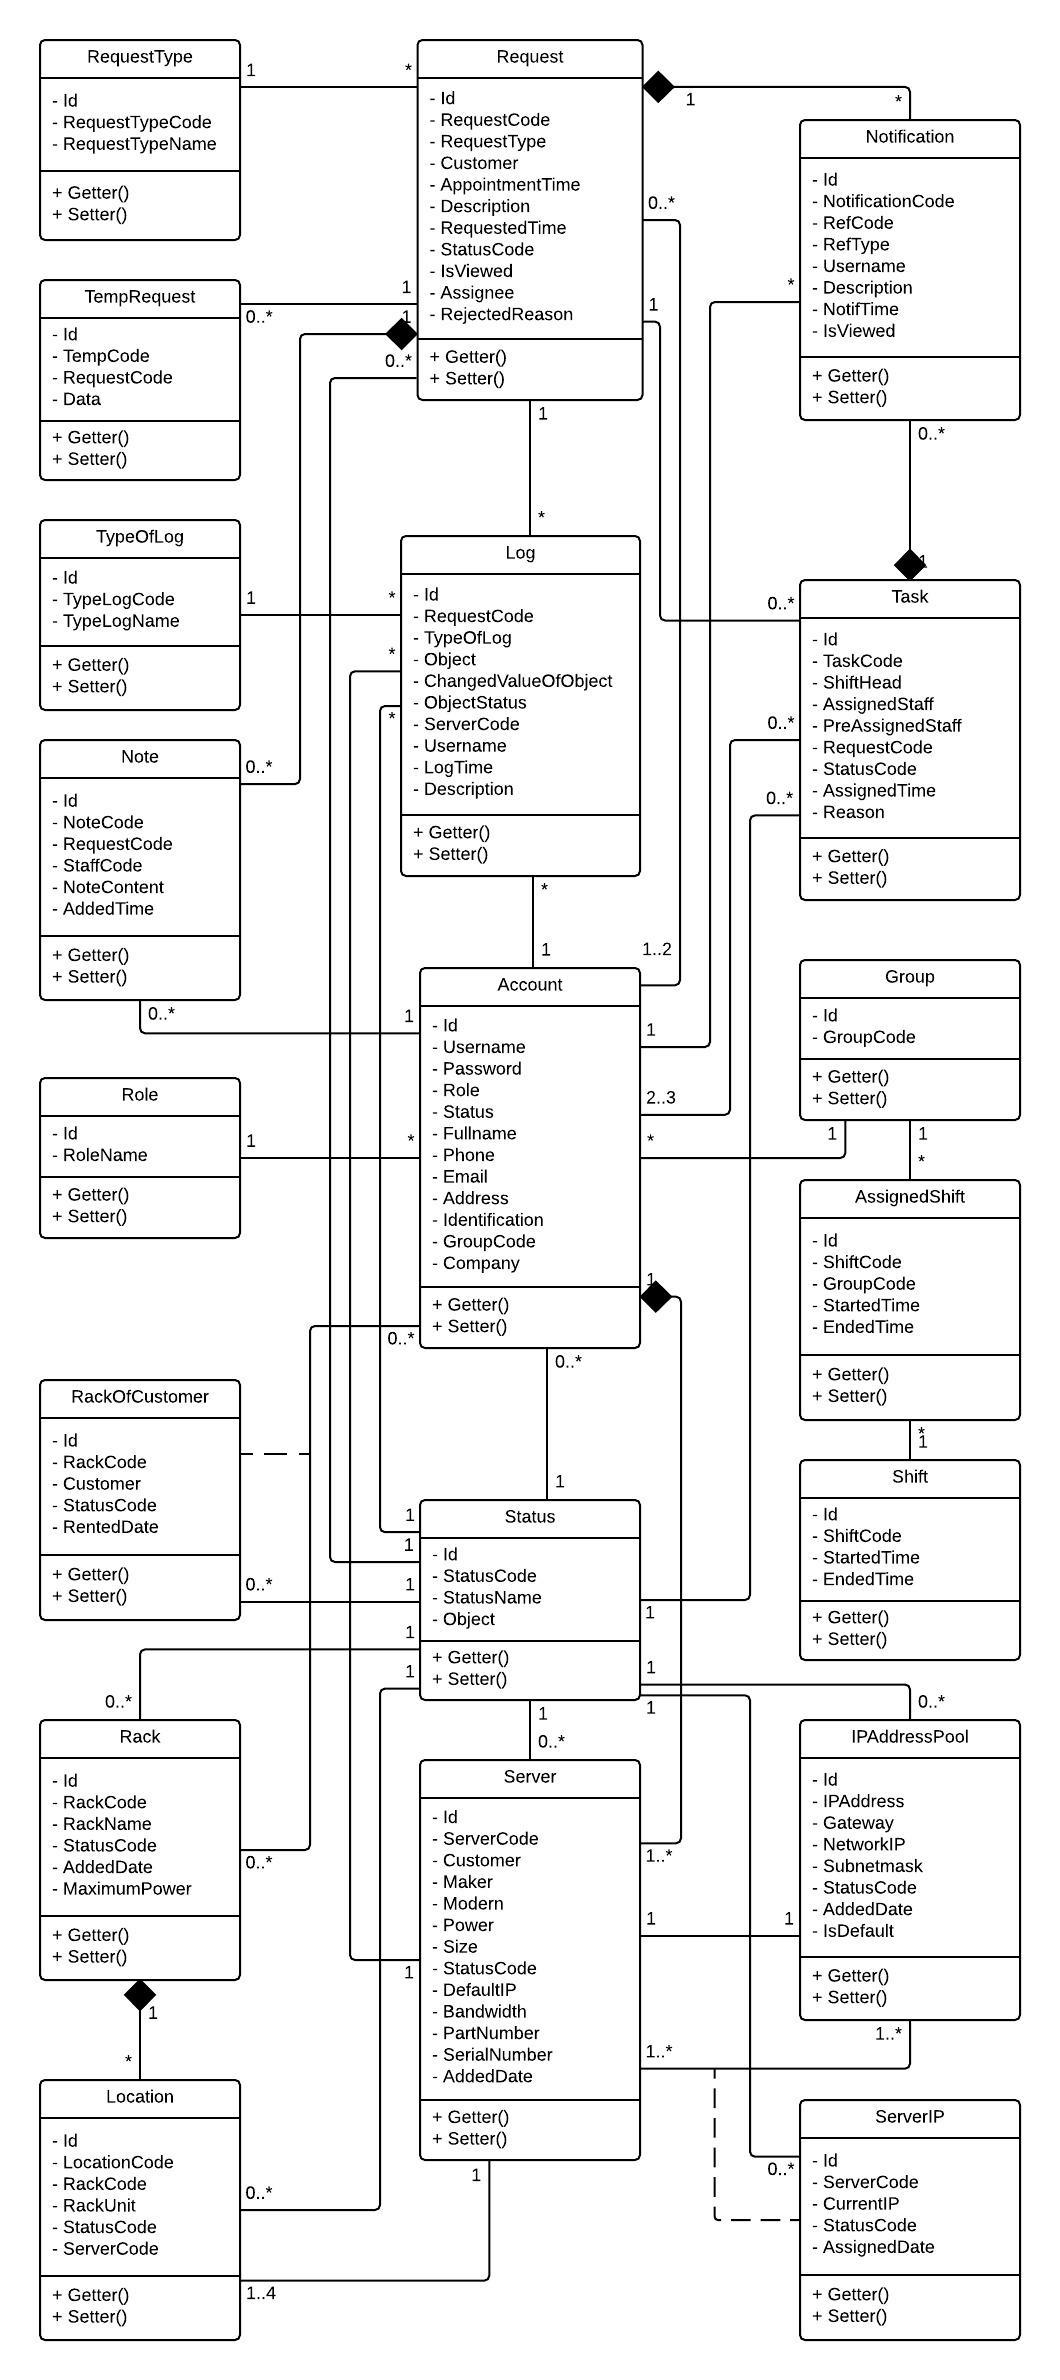 RequestType
- Id
- RequestTypeCode
- RequestTypeName
+ Getter()
+ Setter()
1
*
Request
- Id
- RequestCode
- RequestType
- Customer
- AppointmentTime
- Description
- RequestedTime
- StatusCode
- IsViewed
- Assignee
- RejectedReason
+ Getter()
+ Setter()
1
*
0..*
1
Notification
- Id
- NotificationCode
- RefCode
- RefType
- Username
- Description
- NotifTime
- IsViewed
+ Getter()
+ Setter()
*
0..*
1
TempRequest
- Id
- TempCode
- RequestCode
- Data
+ Getter()
+ Setter()
0..*
1
1
0..*
1
*
TypeOfLog
- Id
- TypeLogCode
- TypeLogName
+ Getter()
+ Setter()
1
*
*
*
Log
- Id
- RequestCode
- TypeOfLog
- Object
- ChangedValueOfObject
- ObjectStatus
- ServerCode
- Username
- LogTime
- Description
+ Getter()
+ Setter()
*
1
Task
- Id
- TaskCode
- ShiftHead
- AssignedStaff
- PreAssignedStaff
- RequestCode
- StatusCode
- AssignedTime
- Reason
+ Getter()
+ Setter()
0..*
0..*
0..*
Note
- Id
- NoteCode
- RequestCode
- StaffCode
- NoteContent
- AddedTime
+ Getter()
+ Setter()
0..*
0..*
1
1..2
Account
- Id
- Username
- Password
- Role
- Status
- Fullname
- Phone
- Email
- Address
- Identification
- GroupCode
- Company
+ Getter()
+ Setter()
1
2..3
*
1
0..*
0..*
1
Group
- Id
- GroupCode
+ Getter()
+ Setter()
1
1
*
Role
- Id
- RoleName
+ Getter()
+ Setter()
1
*
AssignedShift
- Id
- ShiftCode
- GroupCode
- StartedTime
- EndedTime
+ Getter()
+ Setter()
*
1
RackOfCustomer
- Id
- RackCode
- Customer
- StatusCode
- RentedDate
+ Getter()
+ Setter()
0..*
1
1
1
1
1
Status
- Id
- StatusCode
- StatusName
- Object
+ Getter()
+ Setter()
1
1
1
1
0..*
Shift
- Id
- ShiftCode
- StartedTime
- EndedTime
+ Getter()
+ Setter()
0..*
Rack
- Id
- RackCode
- RackName
- StatusCode
- AddedDate
- MaximumPower
+ Getter()
+ Setter()
0..*
1
*
Server
- Id
- ServerCode
- Customer
- Maker
- Modern
- Power
- Size
- StatusCode
- DefaultIP
- Bandwidth
- PartNumber
- SerialNumber
- AddedDate
+ Getter()
+ Setter()
1
1..*
1
1
1..*
1
0..*
IPAddressPool
- Id
- IPAddress
- Gateway
- NetworkIP
- Subnetmask
- StatusCode
- AddedDate
- IsDefault
+ Getter()
+ Setter()
1..*
Location
- Id
- LocationCode
- RackCode
- RackUnit
- StatusCode
- ServerCode
+ Getter()
+ Setter()
0..*
1..4
0..*
ServerIP
- Id
- ServerCode
- CurrentIP
- StatusCode
- AssignedDate
+ Getter()
+ Setter()